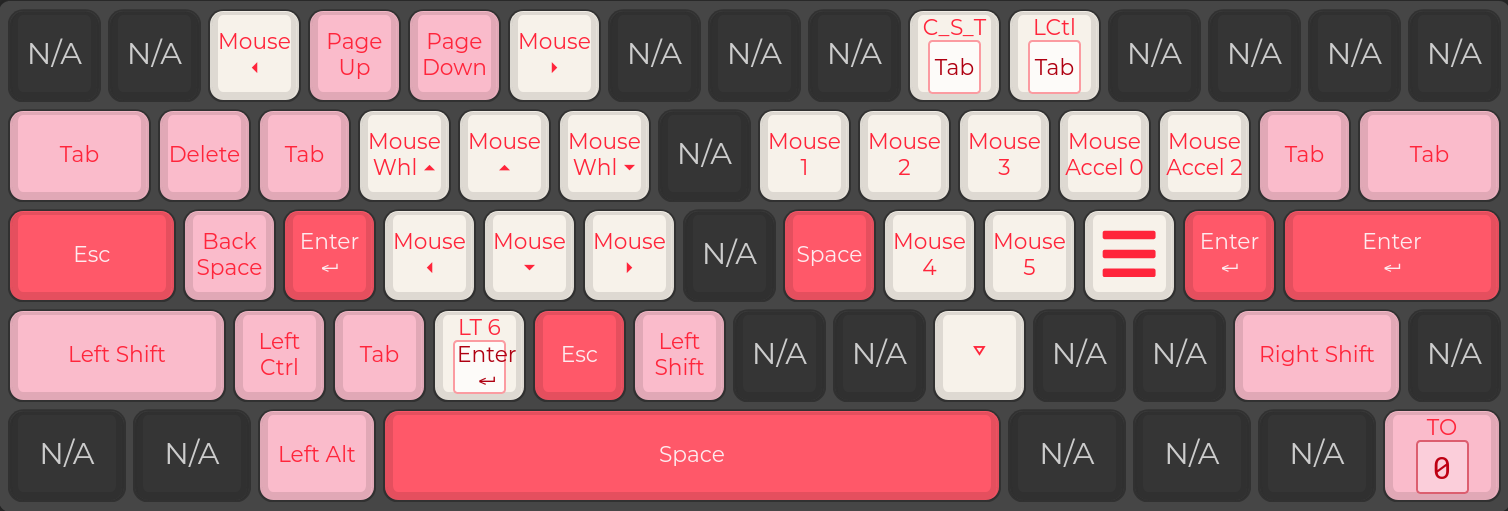 N/A N/A Mouse ◂ Page Up Page Down Mouse ▸ N/A N/A N/A C_S_T Tab LCtl Tab N/A N/A N/A N/A
Tab Delete Tab Mouse Whl ▴ Mouse ▴ Mouse Whl ▾ N/A Mouse 1 Mouse 2 Mouse 3 Mouse Accel 0 Mouse Accel 2 Tab Tab
Esc Back Space Enter ↵ Mouse ◂ Mouse ▾ Mouse ▸ N/A Space Mouse 4 Mouse 5 Enter ↵ Enter ↵
Left Shift Left Ctrl Tab LT 6 Enter ↵ Esc Left Shift N/A N/A ▽ N/A N/A Right Shift N/A
N/A N/A Left Alt Space N/A N/A N/A TO 0